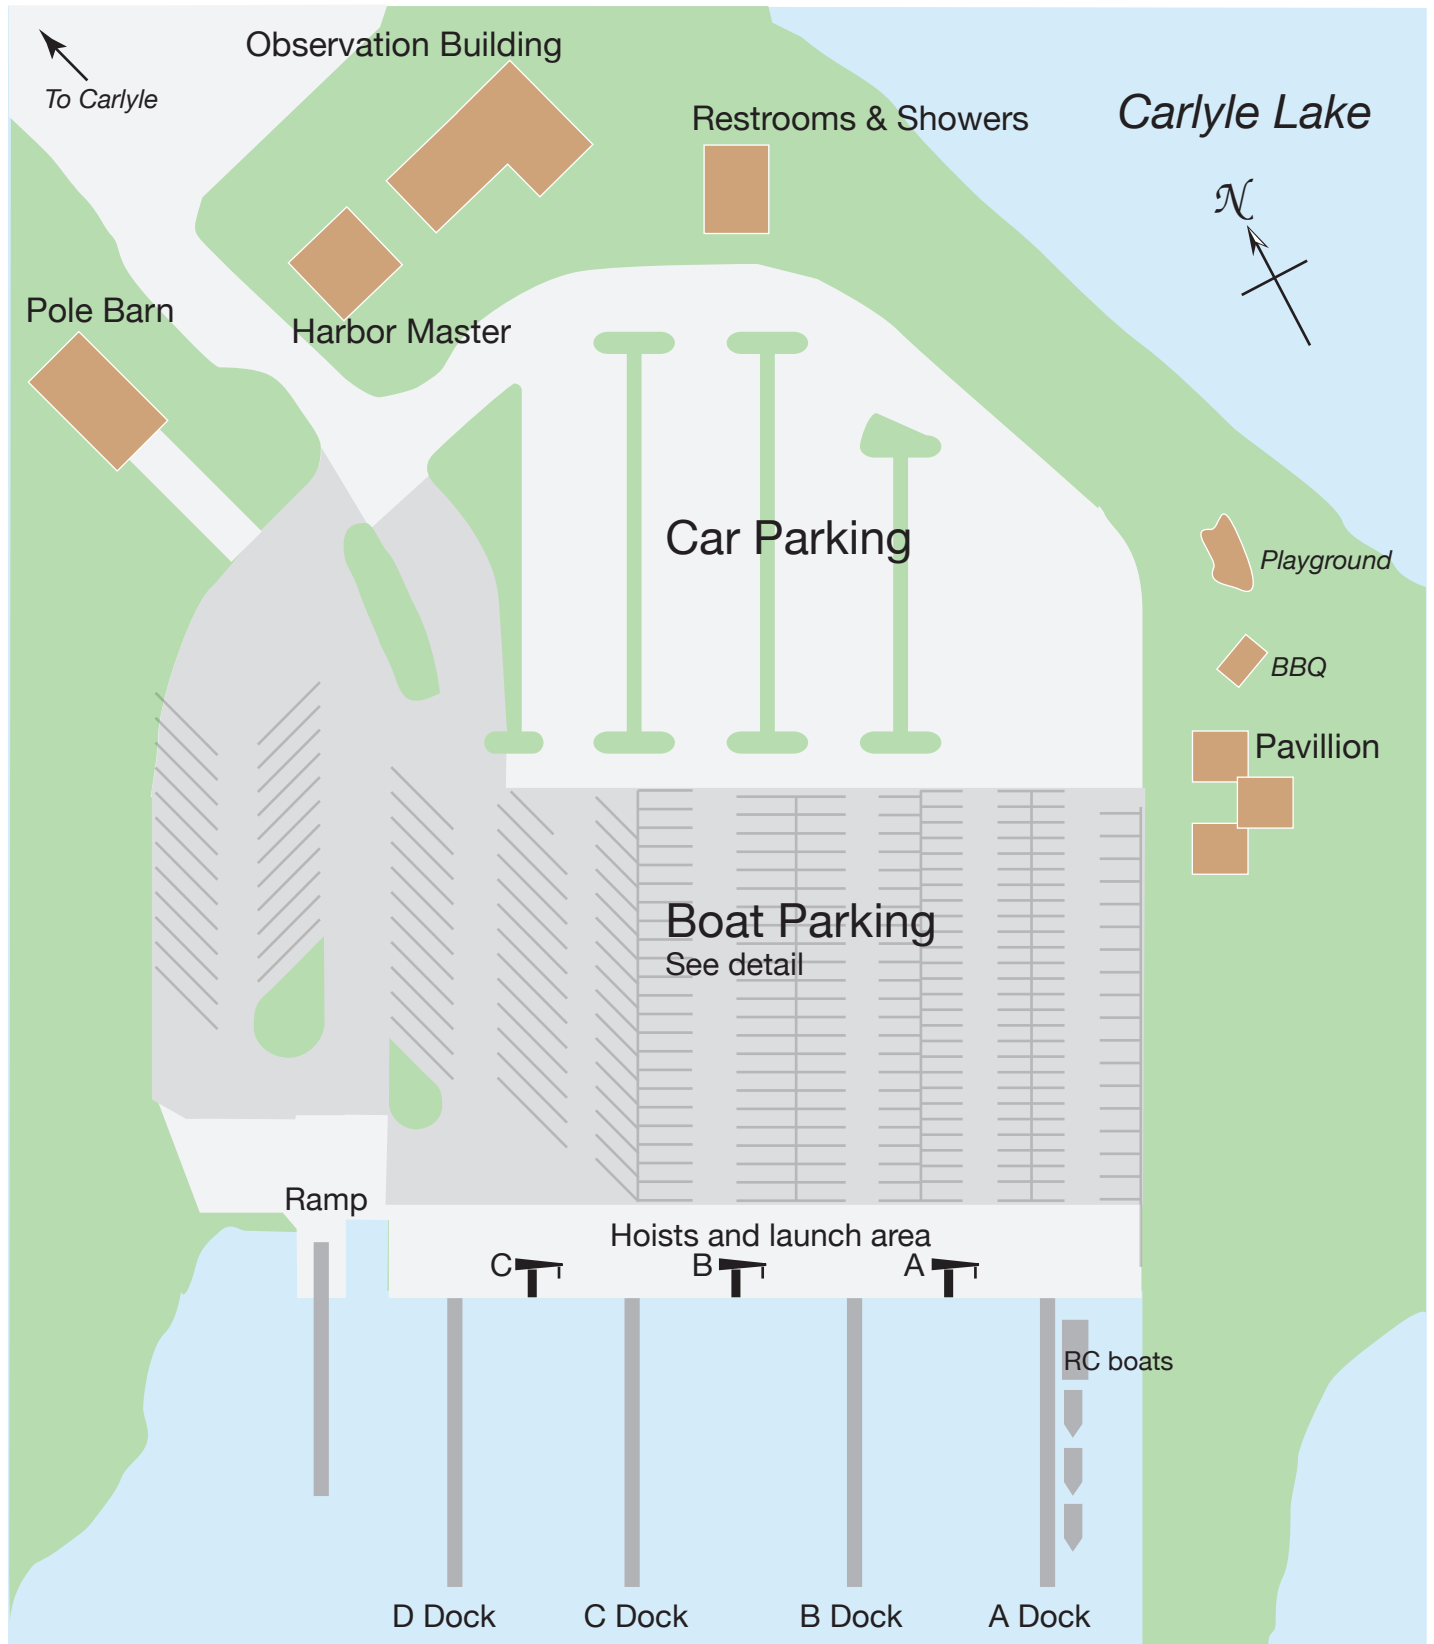 Observation Building
To Carlyle
Restrooms & Showers
Carlyle Lake
N
Pole Barn
Harbor Master
Car Parking
Playground
BBQ
Pavillion
Boat Parking
See detail
Ramp
Hoists and launch area
C
B
A
RC boats
D Dock
C Dock
B Dock
A Dock